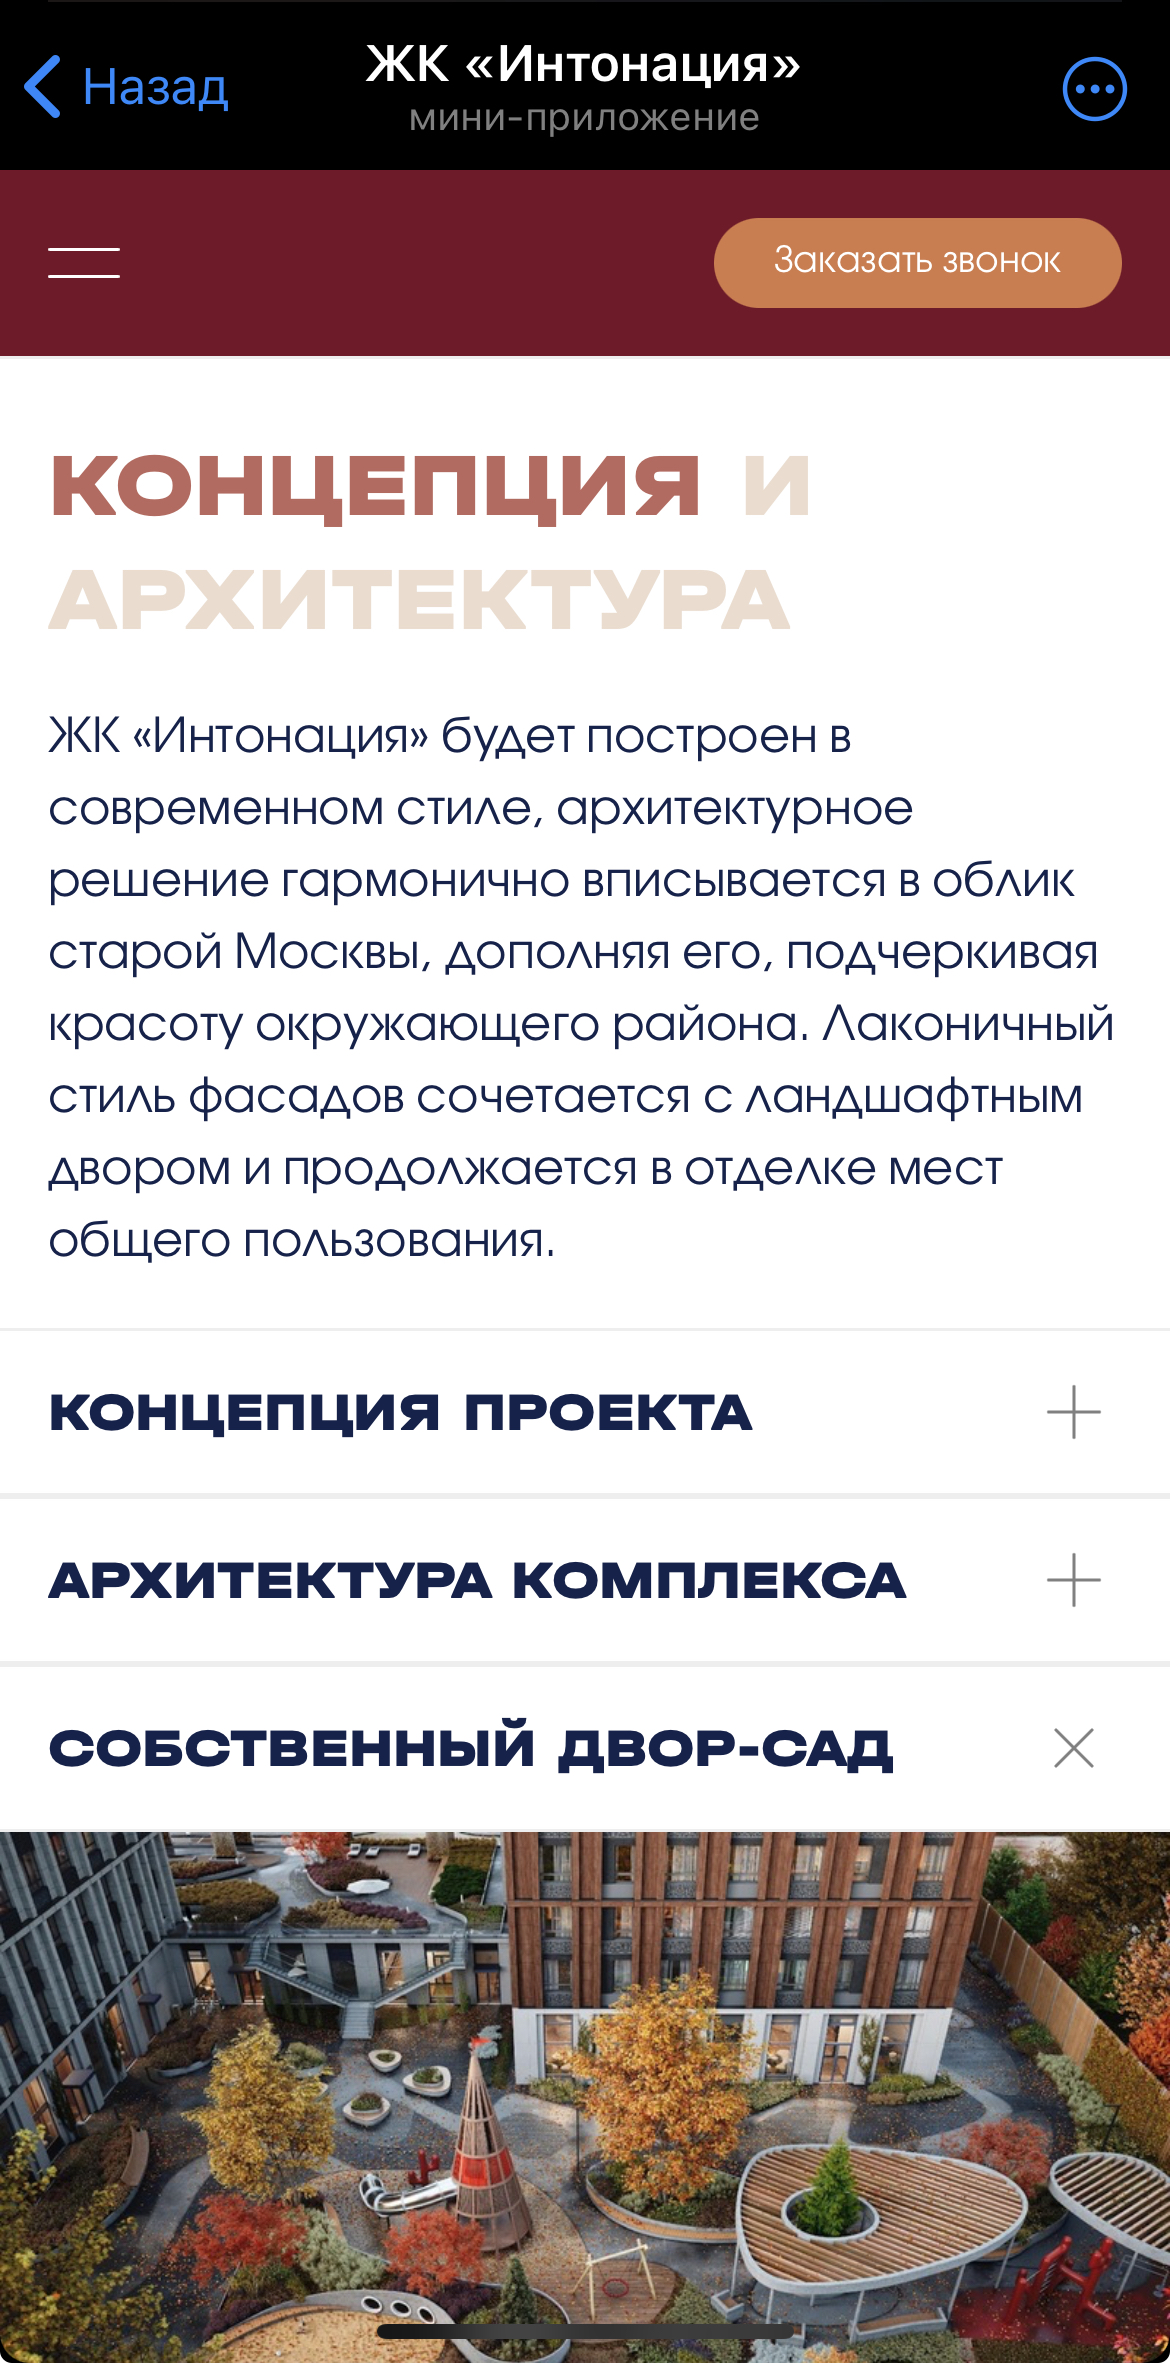 Назад
ЖК «Интонация»
мини-приложение
Заказать звонок
КОНЦЕПЦИЯ И
АРХИТЕКТУРА
ЖК «Интонация» будет построен в
современном стиле, архитектурное
решение гармонично вписывается в облик
старой Москвы, дополняя его, подчеркивая
красоту окружающего района. Лаконичный
стиль фасадов сочетается с ландшафтным
двором и продолжается в отделке мест
общего пользования.
КОНЦЕПЦИЯ ПРОЕКТА
АРХИТЕКТУРА КОМПЛЕКСА
СОБСТВЕННЫЙ ДВОР-САД